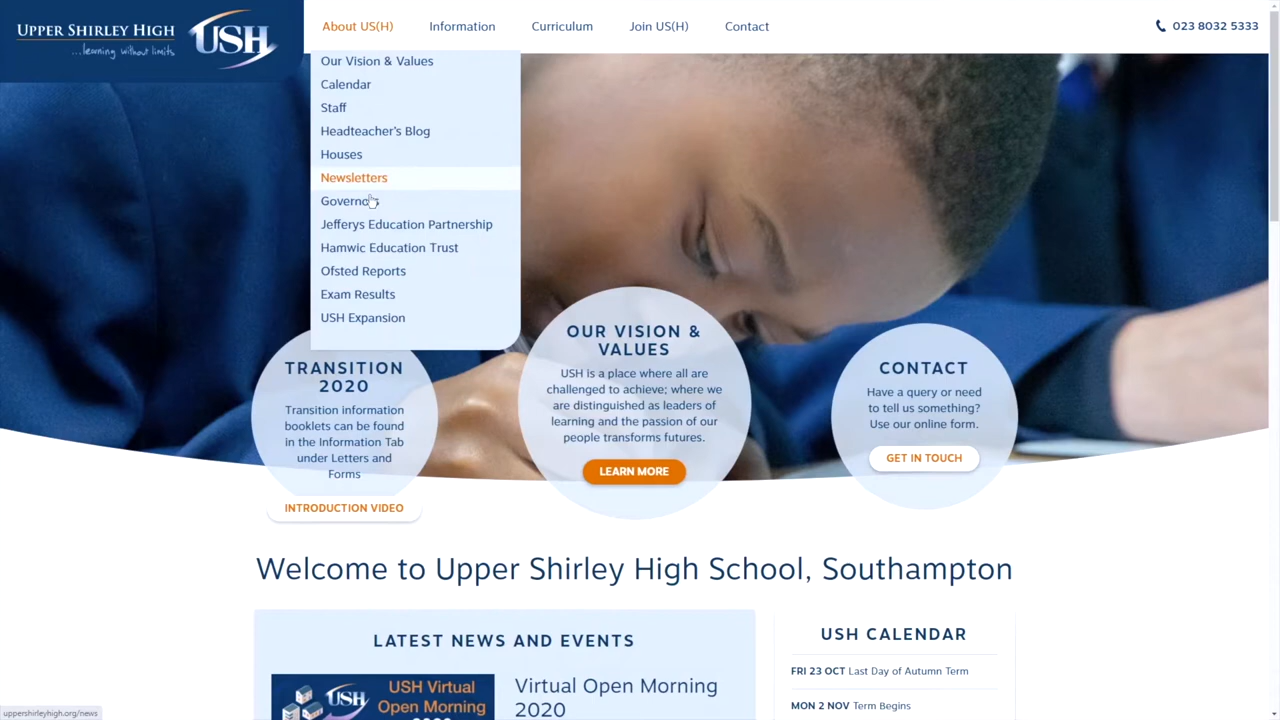 UPPER SHIRLEY HIGH
...learning without limits
USH
About US(H)
Information
Curriculum
Join US(H)
Contact
023 8032 5333
Our Vision & Values
Calendar
Staff
Headteacher's Blog
Houses
Newsletters
Governors
Jefferys Education Partnership
Hamwic Education Trust
Ofsted Reports
Exam Results
USH Expansion
TRANSITION
2020
Transition information
booklets can be found
in the Information Tab
under Letters and
Forms
INTRODUCTION VIDEO
OUR VISION &
VALUES
USH is a place where all are
challenged to achieve; where we
are distinguished as leaders of
learning and the passion of our
people transforms futures.
LEARN MORE
CONTACT
Have a query or need
to tell us something?
Use our online form.
GET IN TOUCH
Welcome to Upper Shirley High School, Southampton
LATEST NEWS AND EVENTS
USH
USH Virtual
Open Morning
Virtual Open Morning
2020
USH CALENDAR
FRI 23 OCT Last Day of Autumn Term
MON 2 NOV Term Begins
uppershirleyhigh.org/news